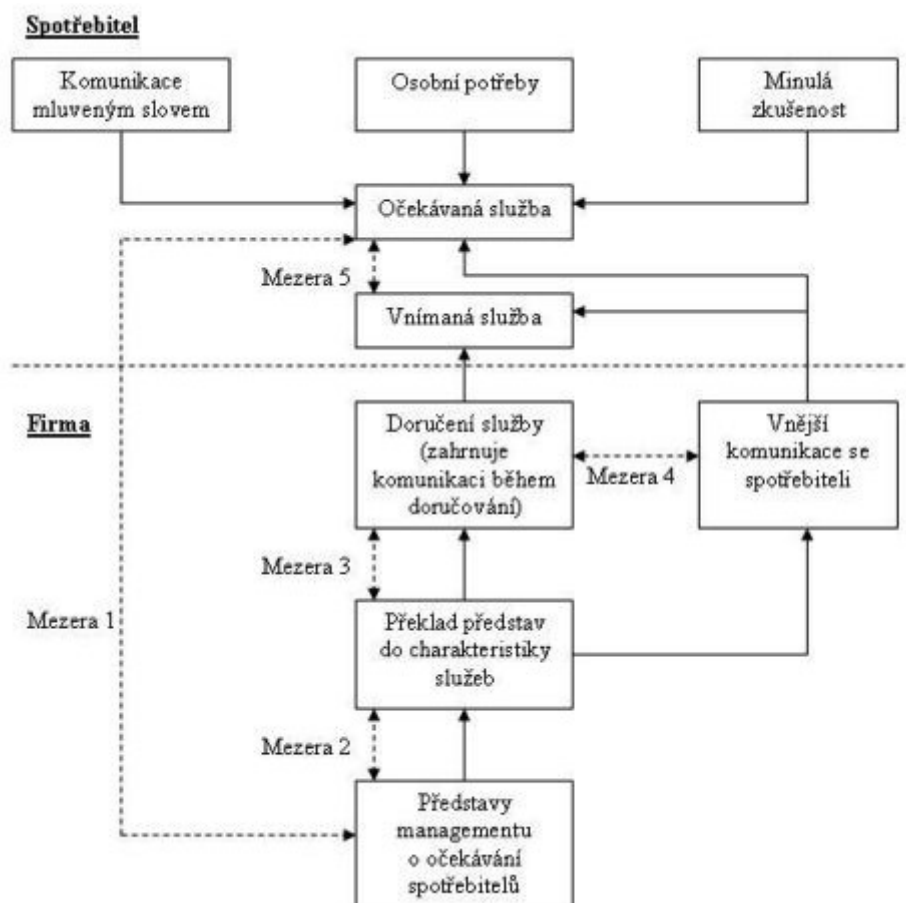 Spotřebitel
Komunikace
mluveným slovem
Osobní potřeby
Minulá
zkušenost
Očekávaná služba
Mezera 5
Vnímaná služba
Firma
Doručení služby
(zahrnuje
komunikaci během
doručování)
Mezera 4
Vnější
komunikace se
spotřebiteli
Mezera 3
Mezera 1
Překlad představ
do charakteristiky
služeb
Mezera 2
Představy
managementu
o očekávání
spotřebitelů